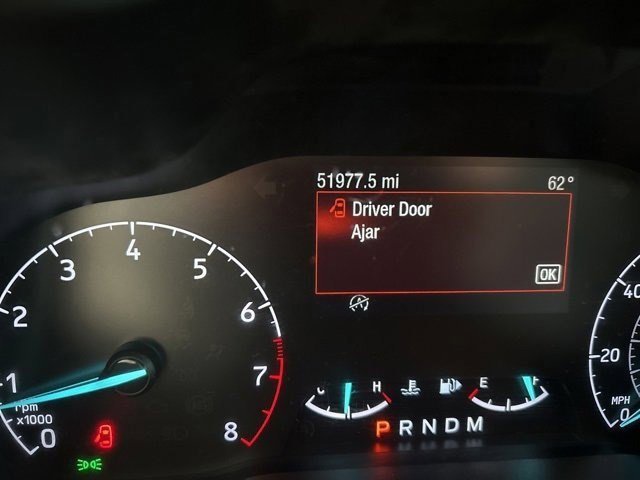 51977.5 mi 62°
Driver Door
Ajar
OK
0 1 2 3 4 5 6 7 8
rpm
x1000
C H E F
P R N D M
40
20
MPH 0